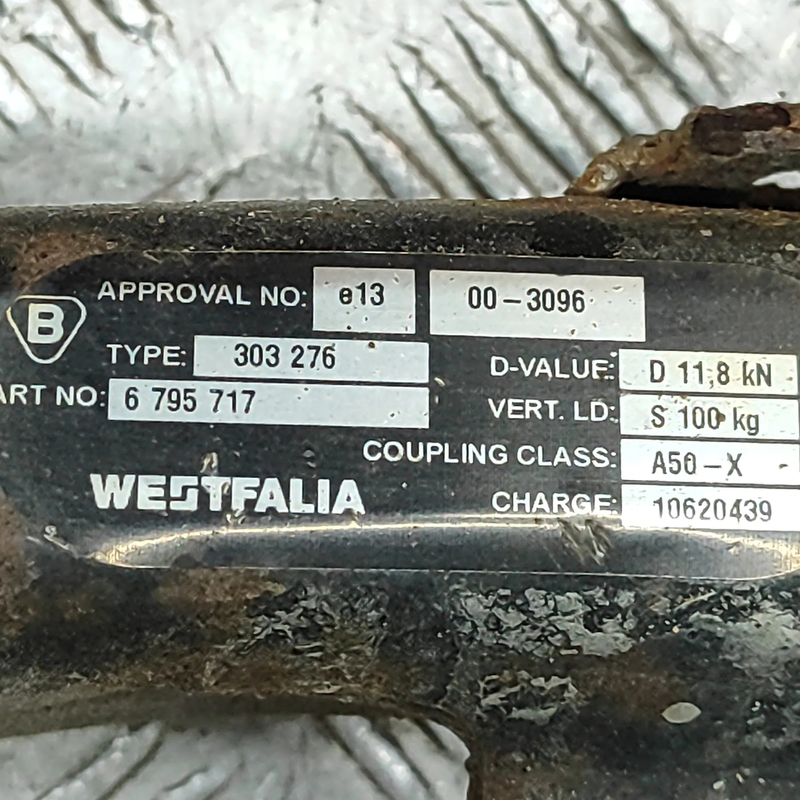 B
APPROVAL NO: e13 00-3096
TYPE: 303 276
D-VALUE: D 11,8 kN
ART NO: 6 795 717
VERT. LD: S 100 kg
COUPLING CLASS: A50-X
WESTFALIA
CHARGE: 10620439